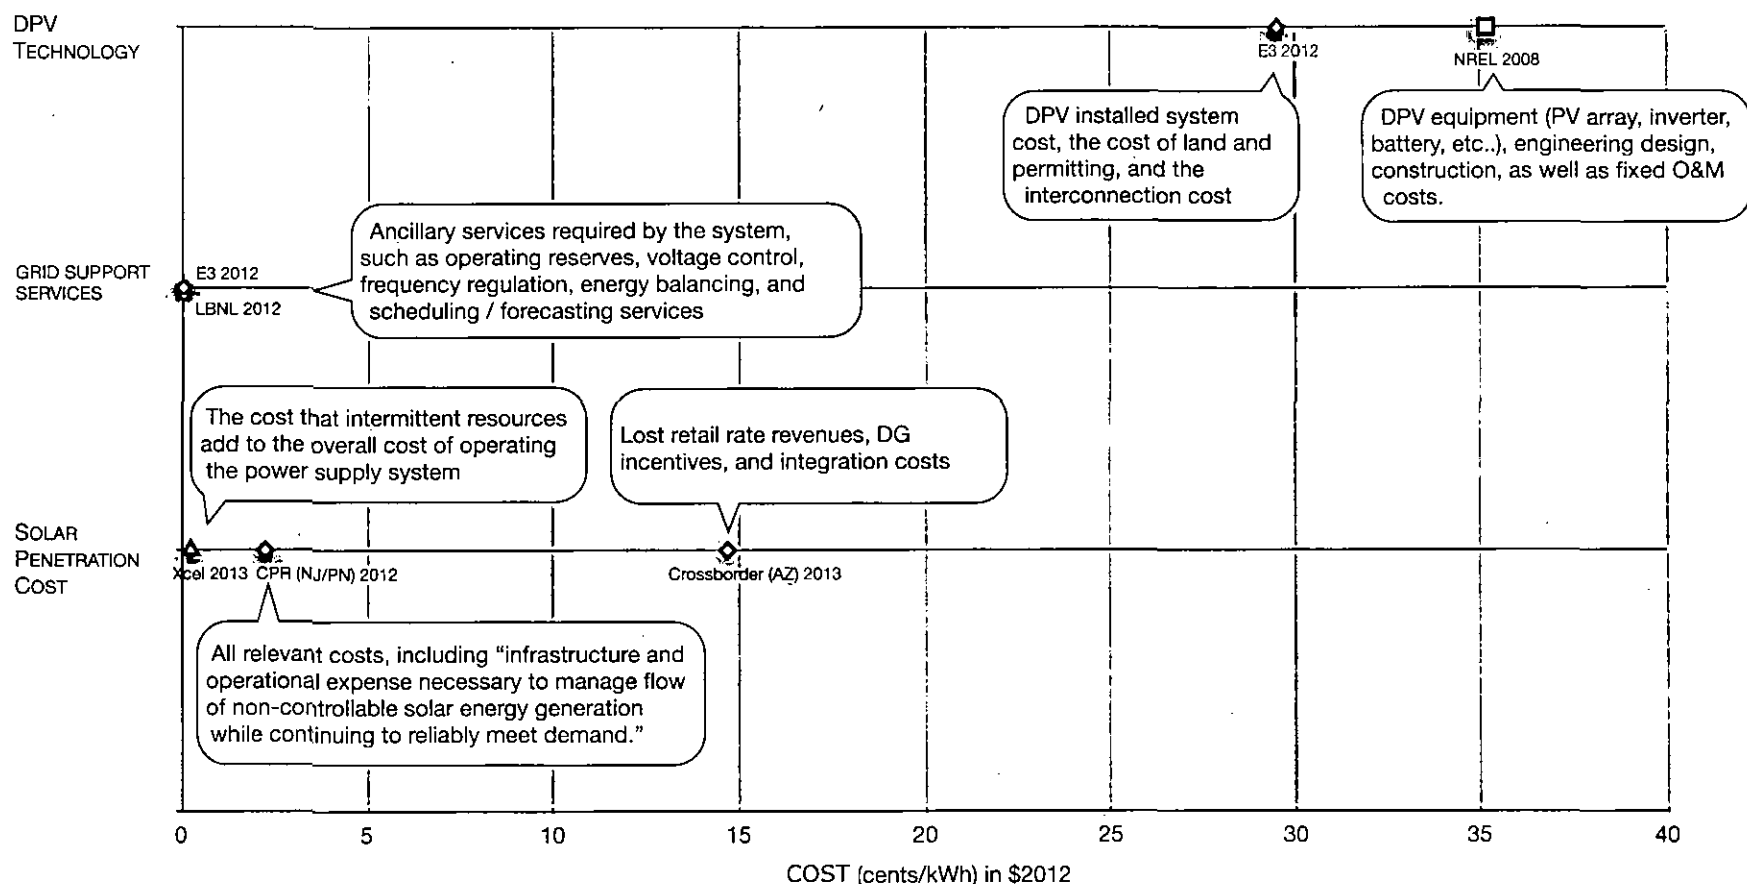 DPV
TECHNOLOGY
E3 2012
NREL 2008
DPV installed system
cost, the cost of land and
permitting, and the
interconnection cost
DPV equipment (PV array, inverter,
battery, etc..), engineering design,
construction, as well as fixed O&M
costs.
GRID SUPPORT
SERVICES
E3 2012
LBNL 2012
Ancillary services required by the system,
such as operating reserves, voltage control,
frequency regulation, energy balancing, and
scheduling / forecasting services
The cost that intermittent resources
add to the overall cost of operating
the power supply system
Lost retail rate revenues, DG
incentives, and integration costs
SOLAR
PENETRATION
COST
Xcel 2013 CPR (NJ/PN) 2012
Crossborder (AZ) 2013
All relevant costs, including “infrastructure and
operational expense necessary to manage flow
of non-controllable solar energy generation
while continuing to reliably meet demand.”
0 5 10 15 20 25 30 35 40
COST (cents/kWh) in $2012